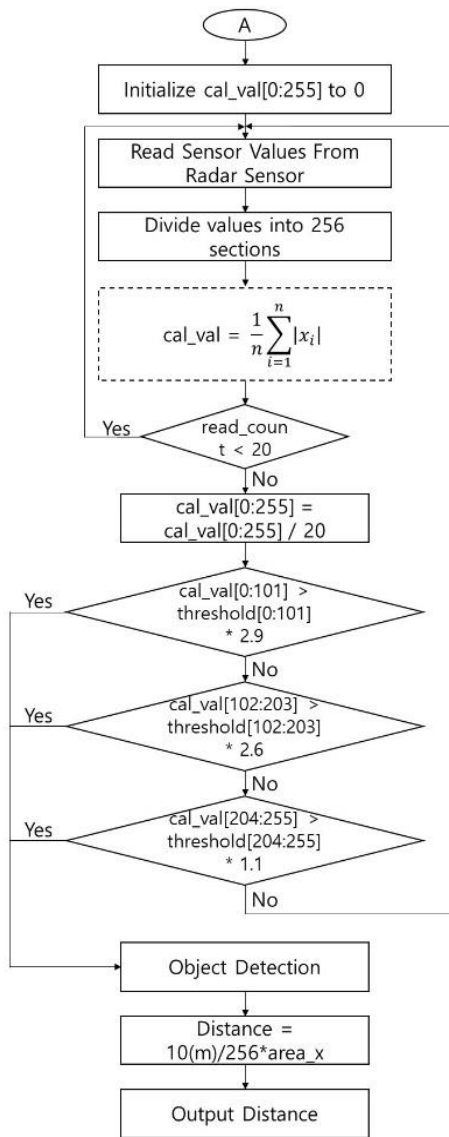 A
Initialize cal_val[0:255] to 0
Read Sensor Values From
Radar Sensor
Divide values into 256
sections
cal_val = \frac{1}{n}\sum_{i=1}^{n}|x_i|
Yes
read_coun
t < 20
No
cal_val[0:255] =
cal_val[0:255] / 20
Yes
cal_val[0:101] >
threshold[0:101]
* 2.9
No
Yes
cal_val[102:203] >
threshold[102:203]
* 2.6
No
Yes
cal_val[204:255] >
threshold[204:255]
* 1.1
No
Object Detection
Distance =
10(m)/256*area_x
Output Distance